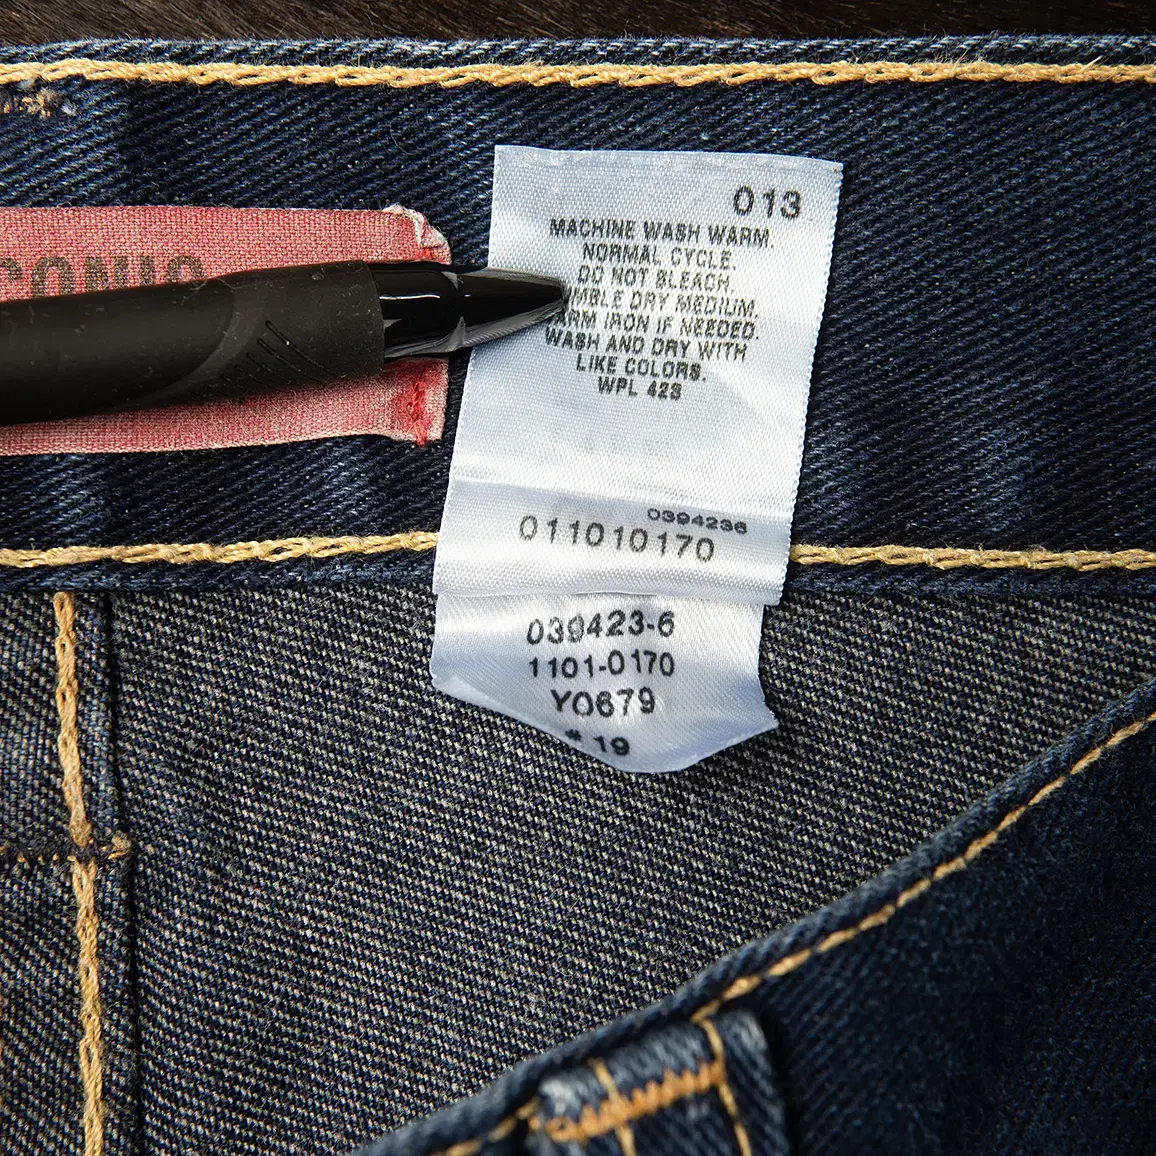 013
MACHINE WASH WARM.
NORMAL CYCLE.
DO NOT BLEACH
MBLE DRY MEDIUM.
RM IRON IF NEEDED.
WASH AND DRY WITH
LIKE COLORS.
WPL 423
0394236
011010170
039423-6
1101-0170
Y0679
* 19